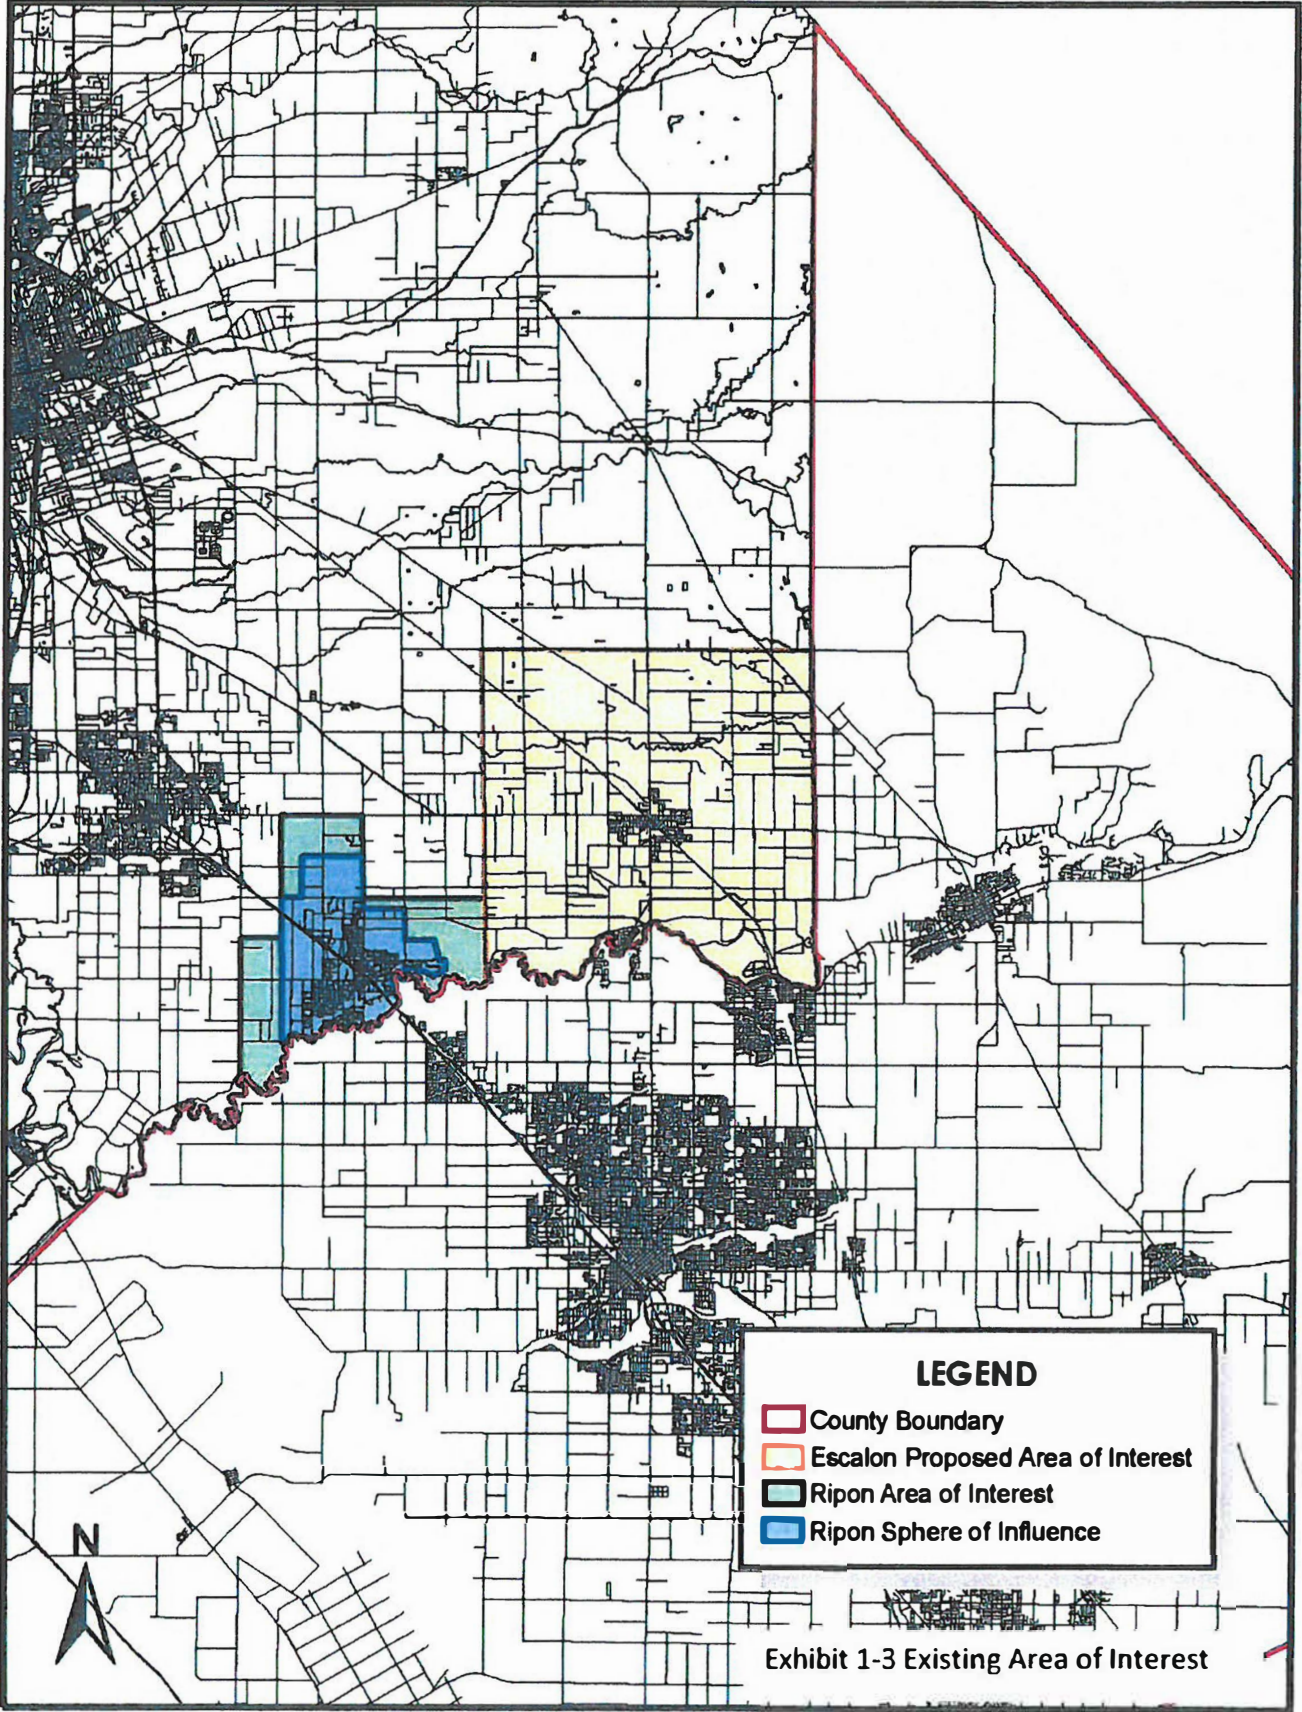 LEGEND
County Boundary
Escalon Proposed Area of Interest
Ripon Area of Interest
Ripon Sphere of Influence
N
Exhibit 1-3 Existing Area of Interest